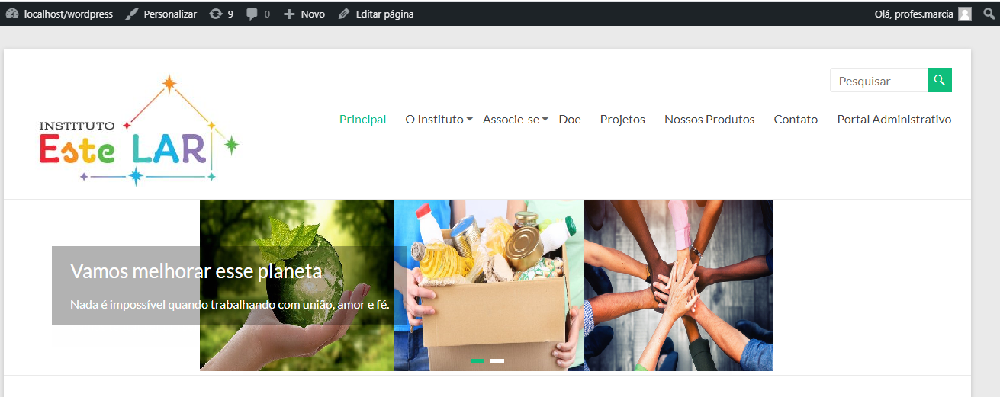 localhost/wordpress Personalizar 9 0 Novo Editar página Olá, profes.marcia
Pesquisar
INSTITUTO
Este LAR
Principal O Instituto Associe-se Doe Projetos Nossos Produtos Contato Portal Administrativo
Vamos melhorar esse planeta
Nada é impossível quando trabalhando com união, amor e fé.